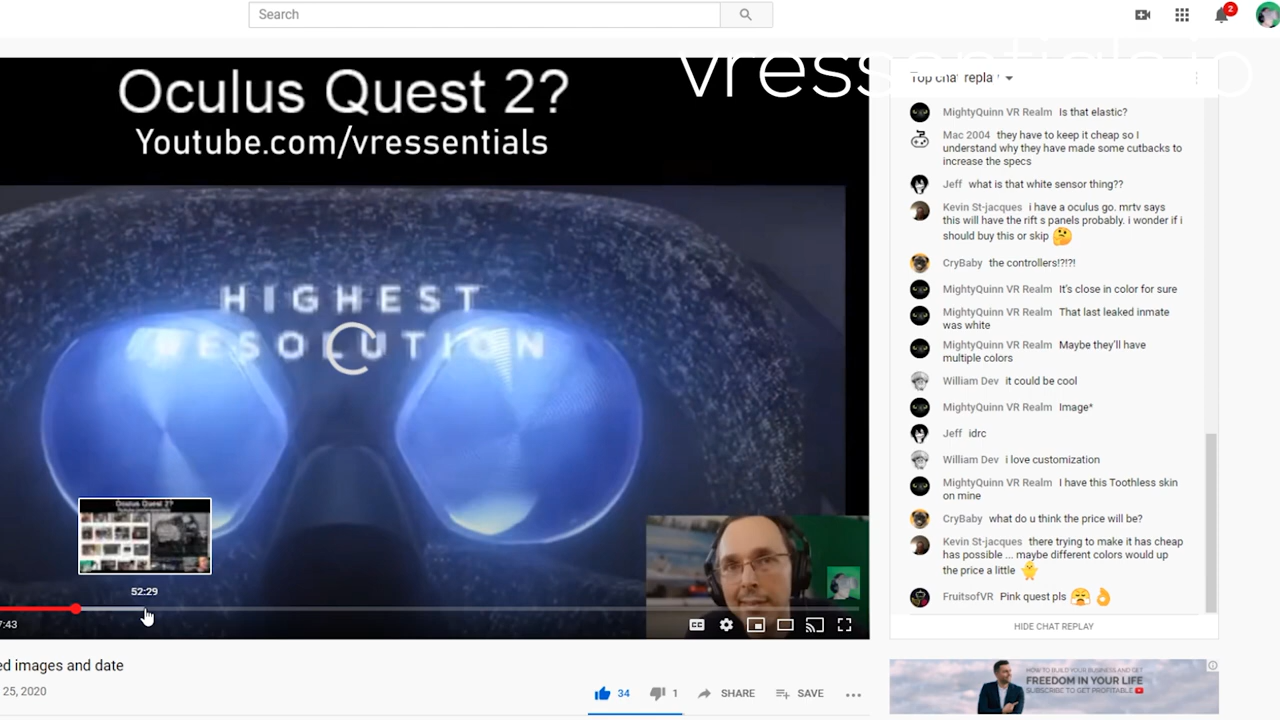 Search
2
vressentials.io
Oculus Quest 2?
Youtube.com/vressentials
HIGHEST
RESOLUTION
Oculus Quest 2?
52:29
7:43
CC
ed images and date
25, 2020
34
1
SHARE
SAVE
Top chat repla
MightyQuinn VR Realm Is that elastic?
Mac 2004 they have to keep it cheap so I
understand why they have made some cutbacks to
increase the specs
Jeff what is that white sensor thing??
Kevin St-jacques i have a oculus go. mrtv says
this will have the rift s panels probably. i wonder if i
should buy this or skip 🤔
CryBaby the controllers!?!?!
MightyQuinn VR Realm It's close in color for sure
MightyQuinn VR Realm That last leaked inmate
was white
MightyQuinn VR Realm Maybe they'll have
multiple colors
William Dev it could be cool
MightyQuinn VR Realm Image*
Jeff idrc
William Dev i love customization
MightyQuinn VR Realm I have this Toothless skin
on mine
CryBaby what do u think the price will be?
Kevin St-jacques there trying to make it has cheap
has possible ... maybe different colors would up
the price a little
FruitsofVR Pink quest pls 😤👌
HIDE CHAT REPLAY
HOW TO BUILD YOUR BUSINESS AND GET
FREEDOM IN YOUR LIFE
SUBSCRIBE TO GET PROFITABLE